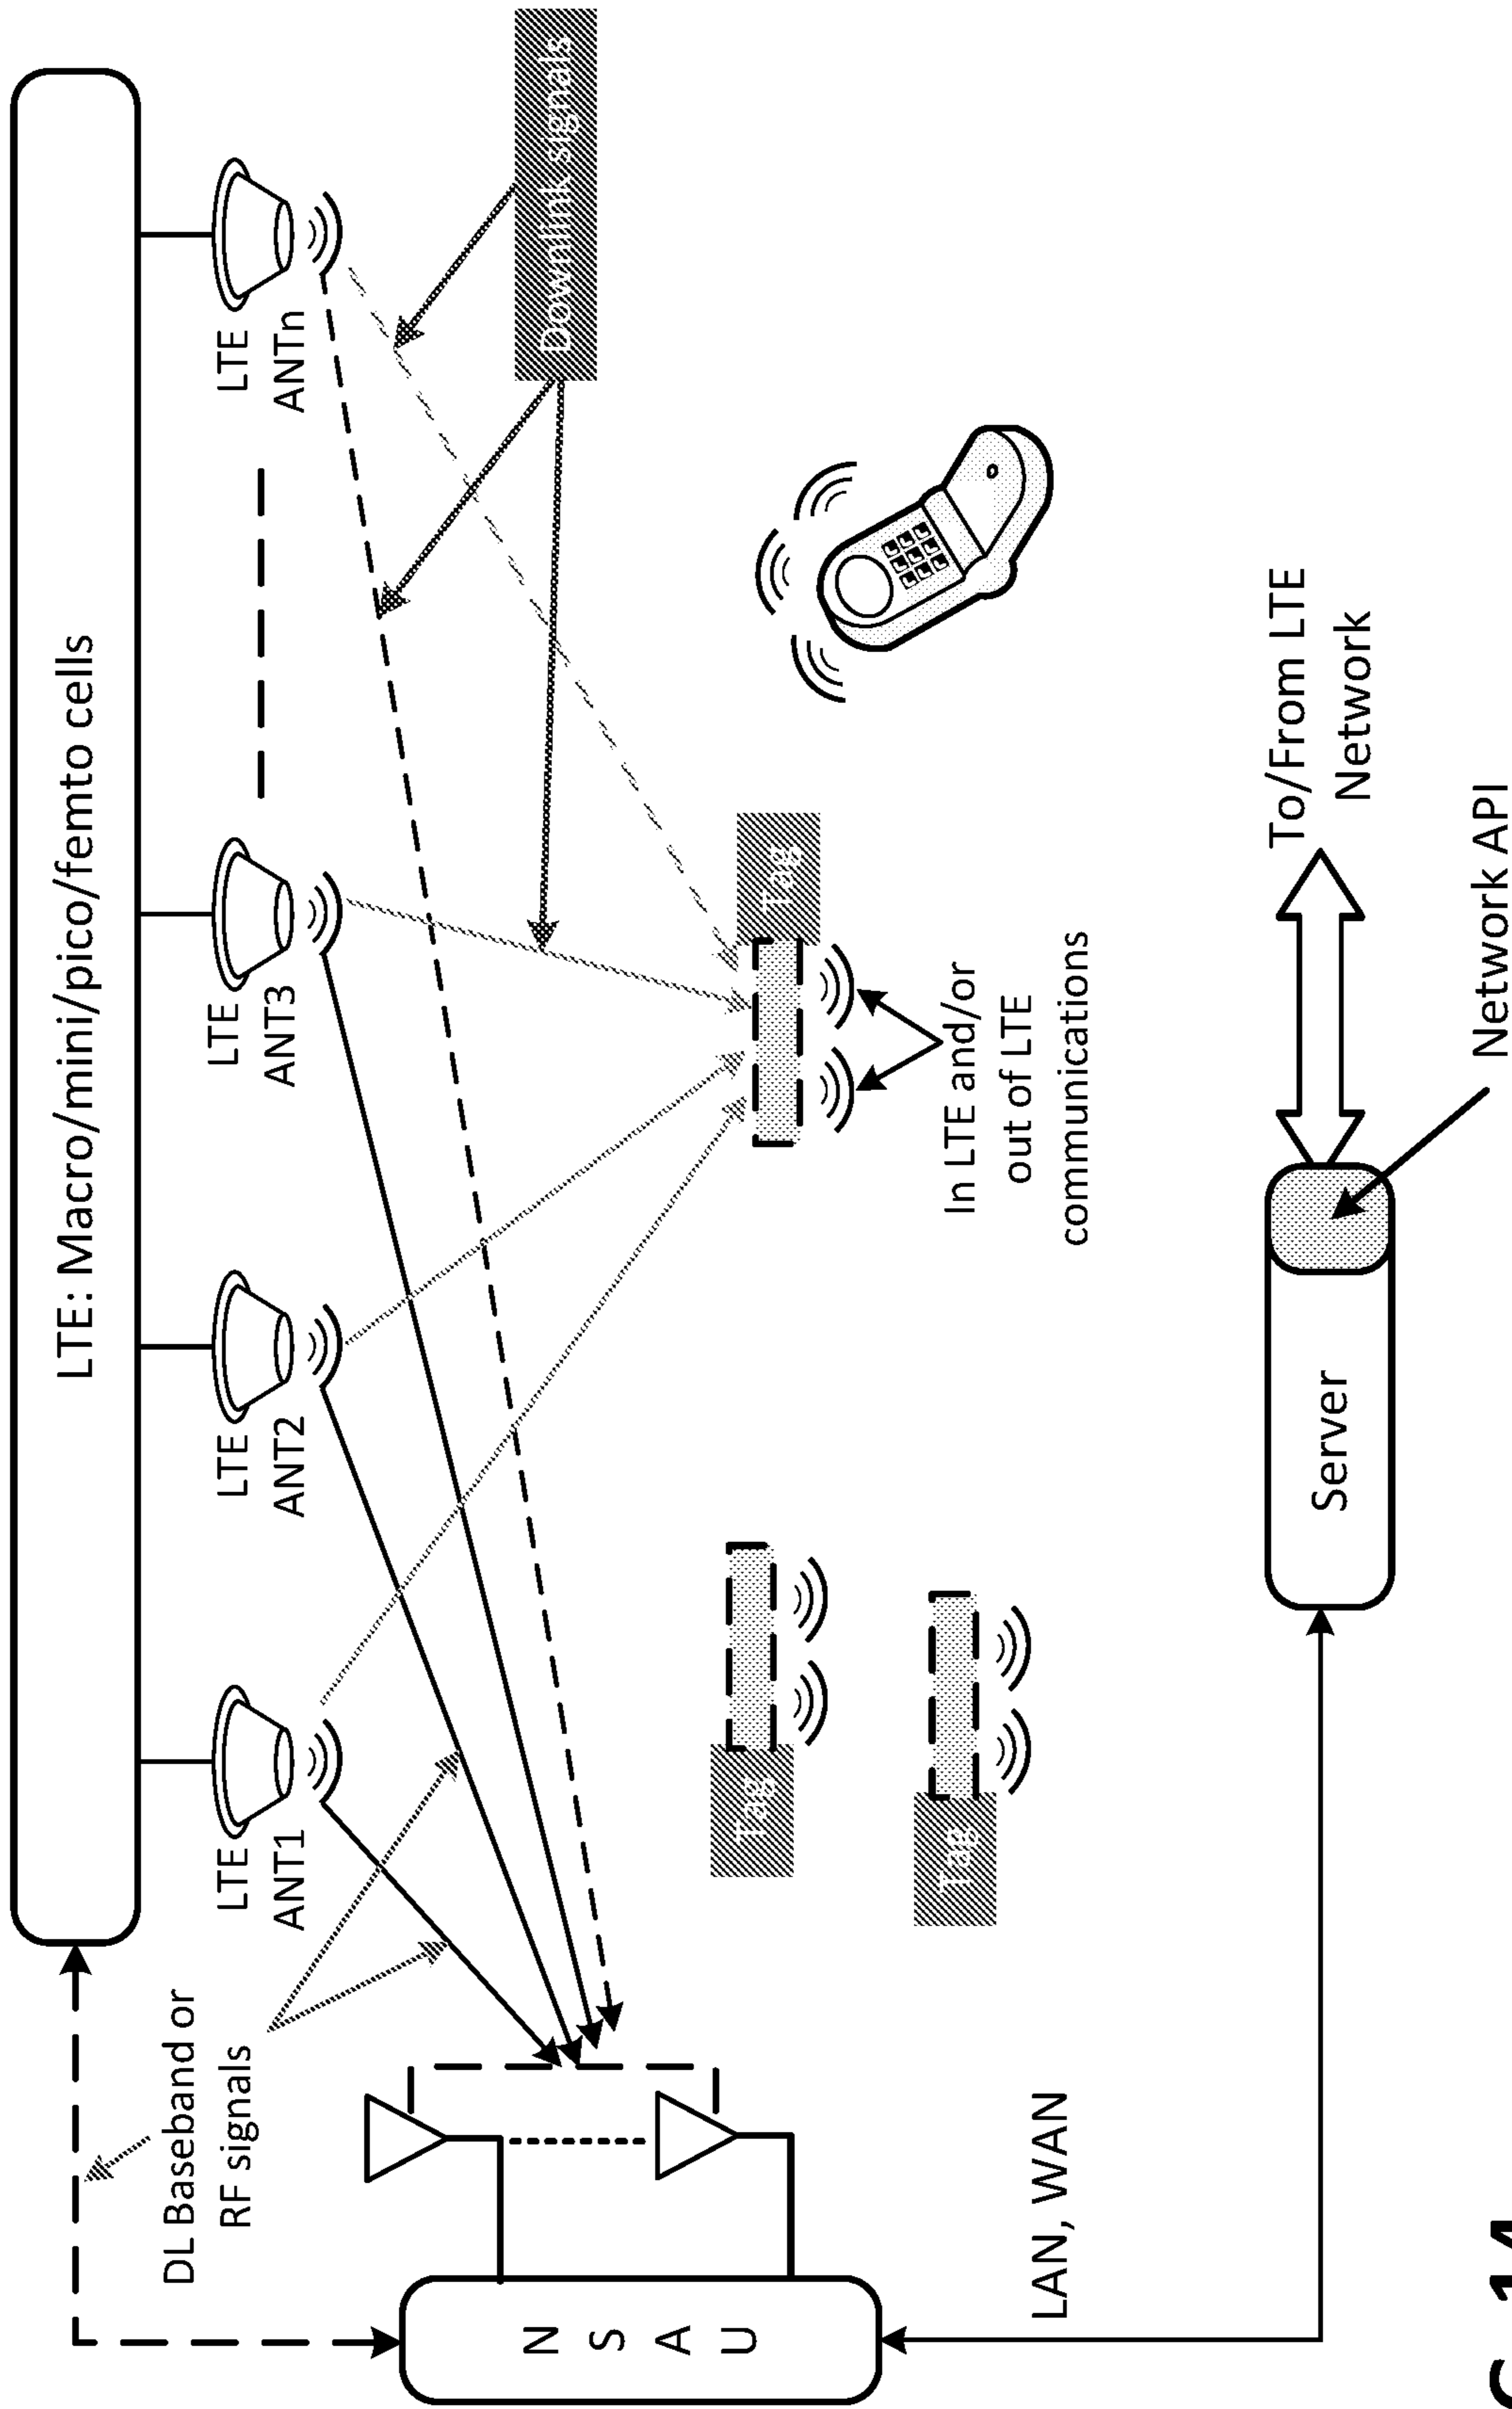 LTE: Macro/mini/pico/femto cells
DL Baseband or
RF signals
LTE
ANT1
LTE
ANT2
LTE
ANT3
LTE
ANTn
Downlink signals
N
S
A
U
Tag
Tag
Tag
In LTE and/or
out of LTE
communications
LAN, WAN
Server
To/From LTE
Network
Network API